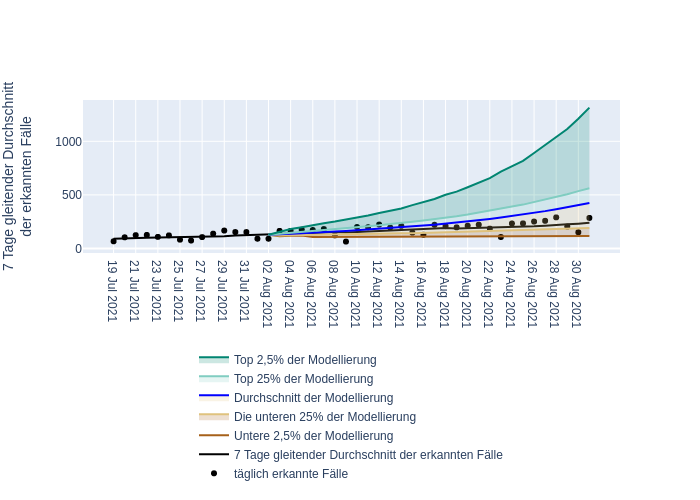 7 Tage gleitender Durchschnitt
der erkannten Fälle
1000
500
0
19 Jul 2021
21 Jul 2021
23 Jul 2021
25 Jul 2021
27 Jul 2021
29 Jul 2021
31 Jul 2021
02 Aug 2021
04 Aug 2021
06 Aug 2021
08 Aug 2021
10 Aug 2021
12 Aug 2021
14 Aug 2021
16 Aug 2021
18 Aug 2021
20 Aug 2021
22 Aug 2021
24 Aug 2021
26 Aug 2021
28 Aug 2021
30 Aug 2021
Top 2,5% der Modellierung
Top 25% der Modellierung
Durchschnitt der Modellierung
Die unteren 25% der Modellierung
Untere 2,5% der Modellierung
7 Tage gleitender Durchschnitt der erkannten Fälle
täglich erkannte Fälle